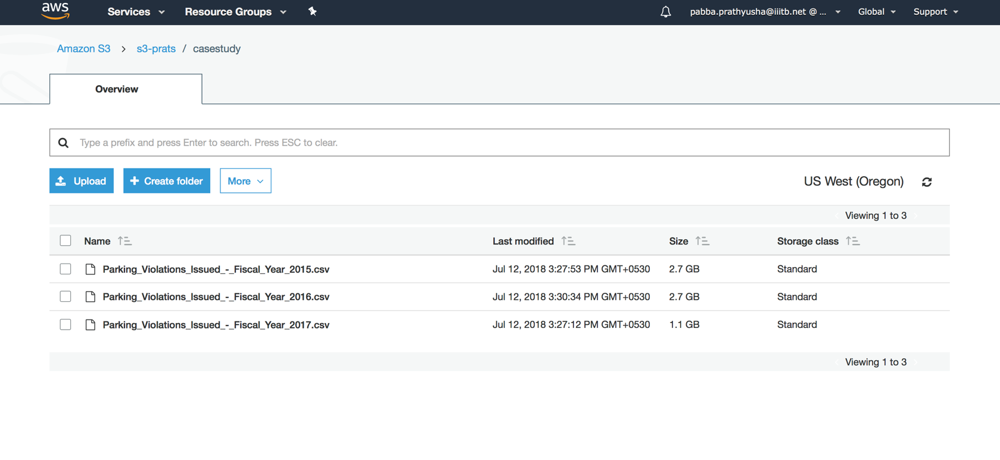 aws Services Resource Groups pabba.prathyusha@iiitb.net @ ... Global Support
Amazon S3 > s3-prats / casestudy
Overview
Type a prefix and press Enter to search. Press ESC to clear.
Upload + Create folder More US West (Oregon)
Viewing 1 to 3
Name Last modified Size Storage class
Parking_Violations_Issued_-_Fiscal_Year_2015.csv Jul 12, 2018 3:27:53 PM GMT+0530 2.7 GB Standard
Parking_Violations_Issued_-_Fiscal_Year_2016.csv Jul 12, 2018 3:30:34 PM GMT+0530 2.7 GB Standard
Parking_Violations_Issued_-_Fiscal_Year_2017.csv Jul 12, 2018 3:27:12 PM GMT+0530 1.1 GB Standard
Viewing 1 to 3